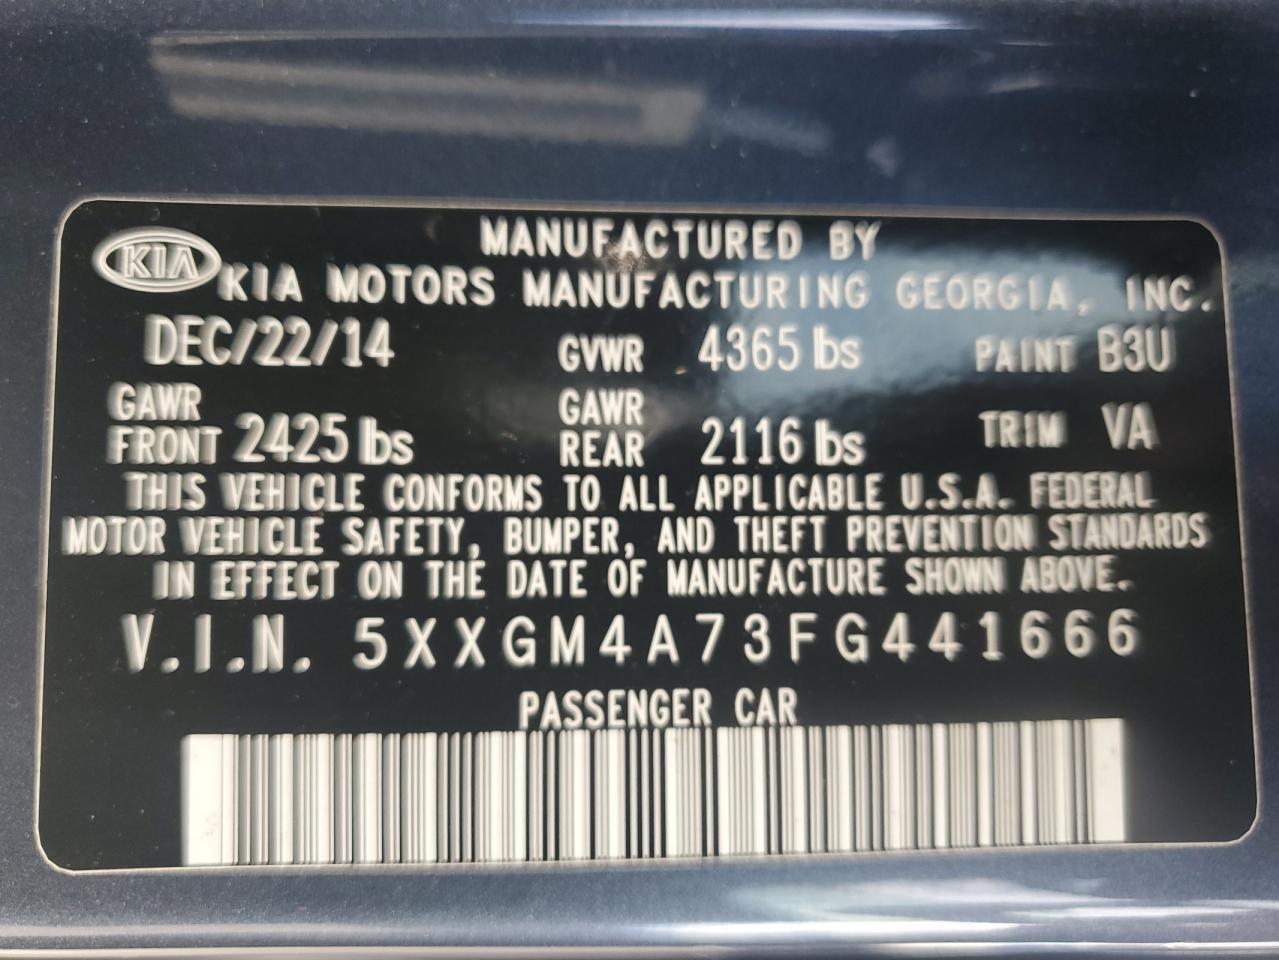 MANUFACTURED BY
KIA KIA MOTORS MANUFACTURING GEORGIA, INC.
DEC/22/14 GVWR 4365 lbs PAINT B3U
GAWR FRONT 2425 lbs GAWR REAR 2116 lbs TRIM VA
THIS VEHICLE CONFORMS TO ALL APPLICABLE U.S.A. FEDERAL
MOTOR VEHICLE SAFETY, BUMPER, AND THEFT PREVENTION STANDARDS
IN EFFECT ON THE DATE OF MANUFACTURE SHOWN ABOVE.
V.I.N. 5XXGM4A73FG441666
PASSENGER CAR